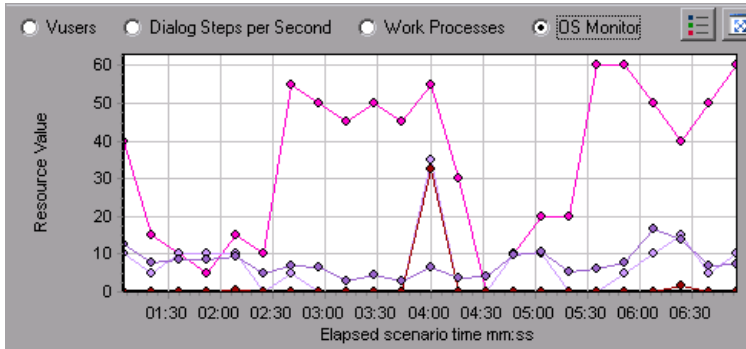 Vusers Dialog Steps per Second Work Processes OS Monitor
60
50
40
30
20
10
0
Resource Value
01:30 02:00 02:30 03:00 03:30 04:00 04:30 05:00 05:30 06:00 06:30
Elapsed scenario time mm:ss